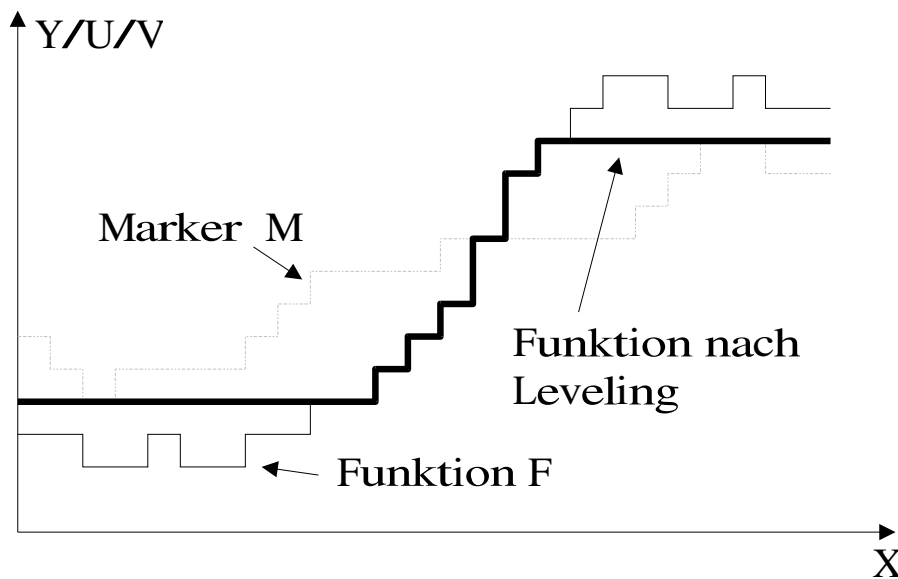 Y/U/V
Marker M
Funktion nach
Leveling
Funktion F
X